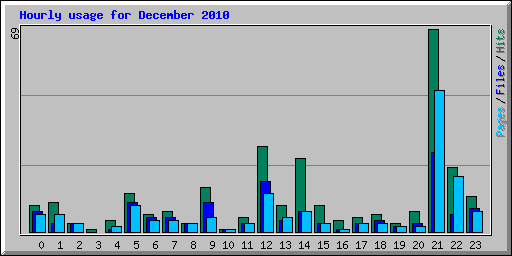 Hourly usage for December 2010
69
Pages/Files/Hits
0 1 2 3 4 5 6 7 8 9 10 11 12 13 14 15 16 17 18 19 20 21 22 23